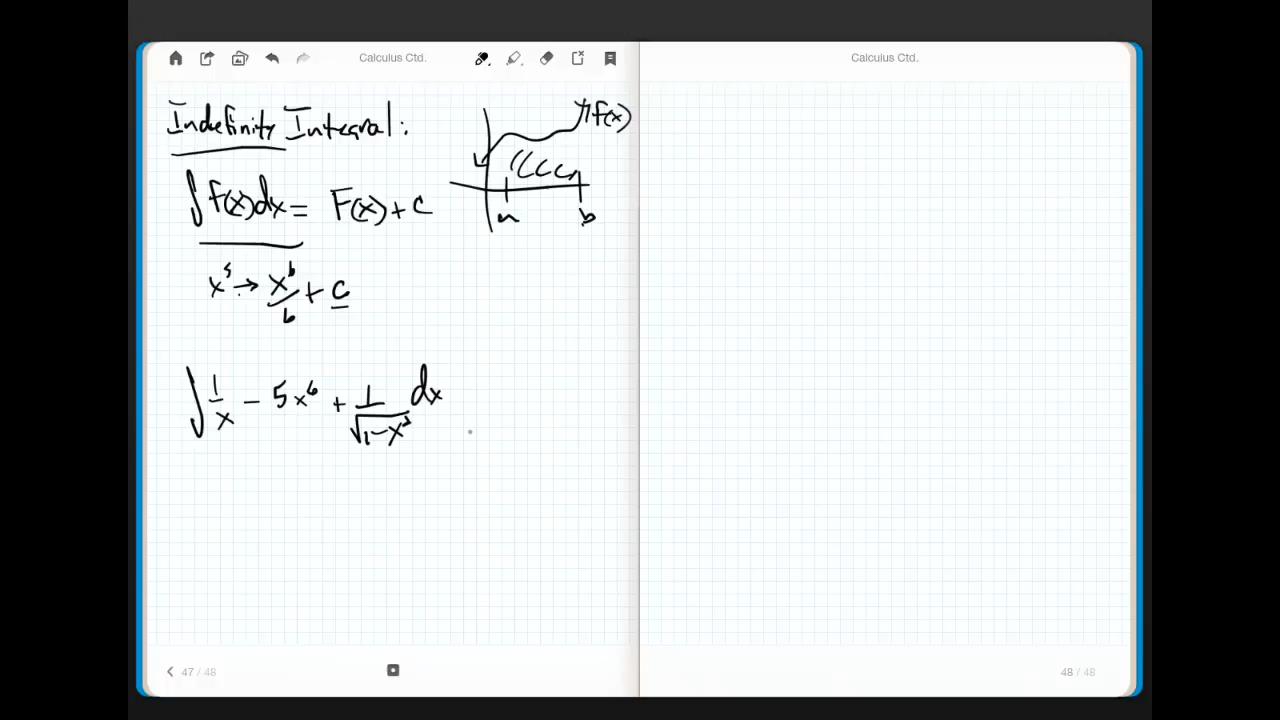 Calculus Ctd.
Calculus Ctd.
Indefinity Integral:
f(x)
∫f(x)dx = F(x) + C
a b
x⁵ → x⁶/6 + C
∫ 1/x − 5x⁶ + 1/√(1−x²) dx
47 / 48
48 / 48